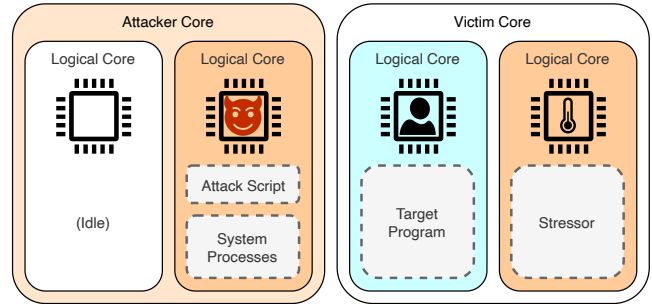 Attacker Core
Victim Core
Logical Core
Logical Core
Logical Core
Logical Core
(Idle)
Attack Script
System
Processes
Target
Program
Stressor